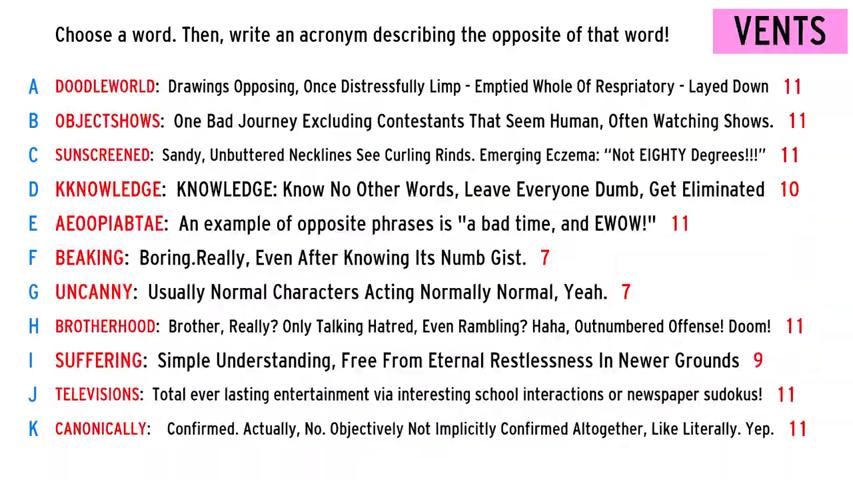 Choose a word. Then, write an acronym describing the opposite of that word!
VENTS
A DOODLEWORLD: Drawings Opposing, Once Distressfully Limp - Emptied Whole Of Respriatory - Layed Down 11
B OBJECTSHOWS: One Bad Journey Excluding Contestants That Seem Human, Often Watching Shows. 11
C SUNSCREENED: Sandy, Unbuttered Necklines See Curling Rinds. Emerging Eczema: “Not EIGHTY Degrees!!!” 11
D KKNOWLEDGE: KNOWLEDGE: Know No Other Words, Leave Everyone Dumb, Get Eliminated 10
E AEOOPIABTAE: An example of opposite phrases is "a bad time, and EWOW!" 11
F BEAKING: Boring.Really, Even After Knowing Its Numb Gist. 7
G UNCANNY: Usually Normal Characters Acting Normally Normal, Yeah. 7
H BROTHERHOOD: Brother, Really? Only Talking Hatred, Even Rambling? Haha, Outnumbered Offense! Doom! 11
I SUFFERING: Simple Understanding, Free From Eternal Restlessness In Newer Grounds 9
J TELEVISIONS: Total ever lasting entertainment via interesting school interactions or newspaper sudokus! 11
K CANONICALLY: Confirmed. Actually, No. Objectively Not Implicitly Confirmed Altogether, Like Literally. Yep. 11